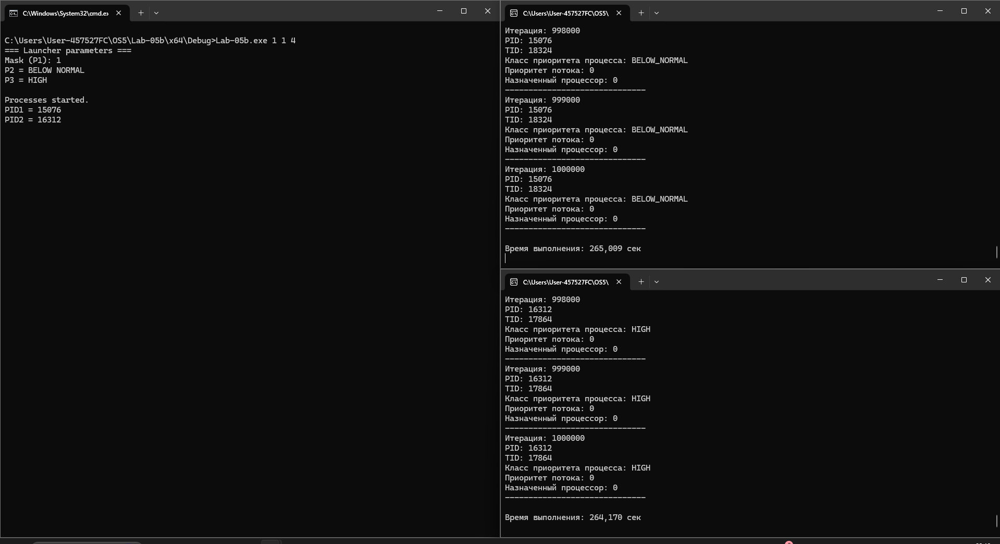 C:\Windows\System32\cmd.ex
C:\Users\User-457527FC\OS5\Lab-05b\x64\Debug>Lab-05b.exe 1 1 4
=== Launcher parameters ===
Mask (P1): 1
P2 = BELOW NORMAL
P3 = HIGH
Processes started.
PID1 = 15076
PID2 = 16312
C:\Users\User-457527FC\OS5\
Итерация: 998000
PID: 15076
TID: 18324
Класс приоритета процесса: BELOW_NORMAL
Приоритет потока: 0
Назначенный процессор: 0
------------------------------
Итерация: 999000
PID: 15076
TID: 18324
Класс приоритета процесса: BELOW_NORMAL
Приоритет потока: 0
Назначенный процессор: 0
------------------------------
Итерация: 1000000
PID: 15076
TID: 18324
Класс приоритета процесса: BELOW_NORMAL
Приоритет потока: 0
Назначенный процессор: 0
------------------------------
Время выполнения: 265,009 сек
C:\Users\User-457527FC\OS5\
Итерация: 998000
PID: 16312
TID: 17864
Класс приоритета процесса: HIGH
Приоритет потока: 0
Назначенный процессор: 0
------------------------------
Итерация: 999000
PID: 16312
TID: 17864
Класс приоритета процесса: HIGH
Приоритет потока: 0
Назначенный процессор: 0
------------------------------
Итерация: 1000000
PID: 16312
TID: 17864
Класс приоритета процесса: HIGH
Приоритет потока: 0
Назначенный процессор: 0
------------------------------
Время выполнения: 264,170 сек